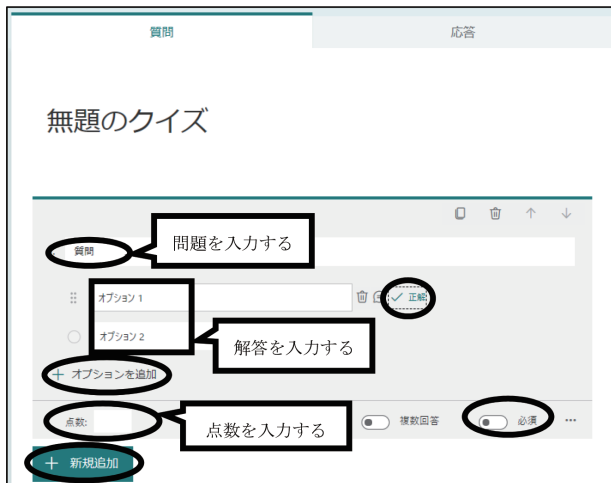 質問
応答
無題のクイズ
問題を入力する
質問
オプション 1
正解
オプション 2
解答を入力する
+ オプションを追加
点数:
点数を入力する
複数回答
必須
+ 新規追加